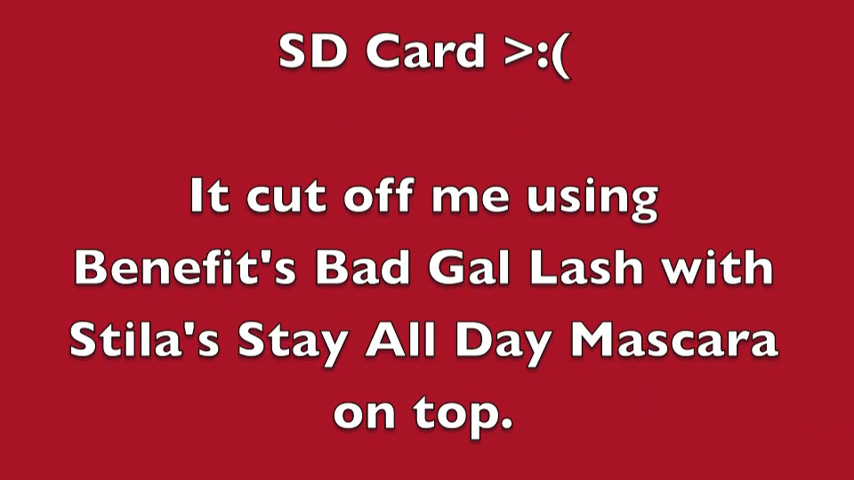 SD Card >:(
It cut off me using
Benefit's Bad Gal Lash with
Stila's Stay All Day Mascara
on top.